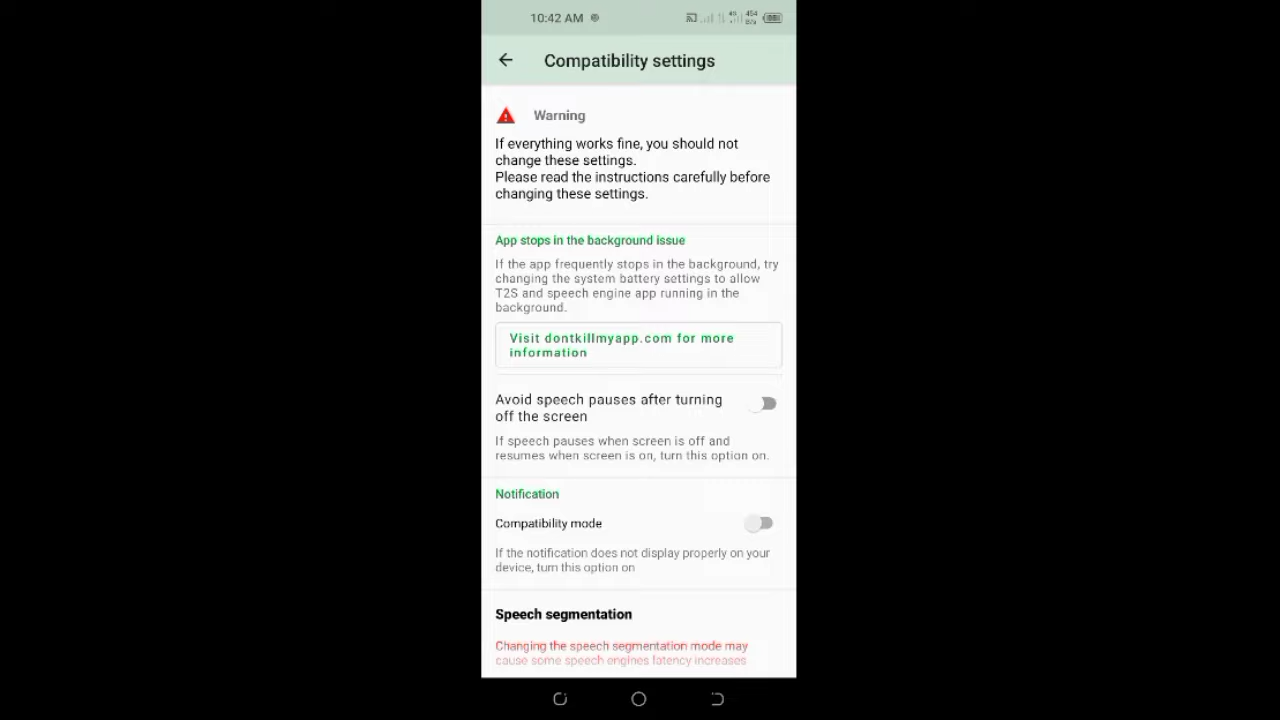 10:42 AM
4G
454
B/s
Compatibility settings
Warning
If everything works fine, you should not
change these settings.
Please read the instructions carefully before
changing these settings.
App stops in the background issue
If the app frequently stops in the background, try
changing the system battery settings to allow
T2S and speech engine app running in the
background.
Visit dontkillmyapp.com for more
information
Avoid speech pauses after turning
off the screen
If speech pauses when screen is off and
resumes when screen is on, turn this option on.
Notification
Compatibility mode
If the notification does not display properly on your
device, turn this option on
Speech segmentation
Changing the speech segmentation mode may
cause some speech engines latency increases